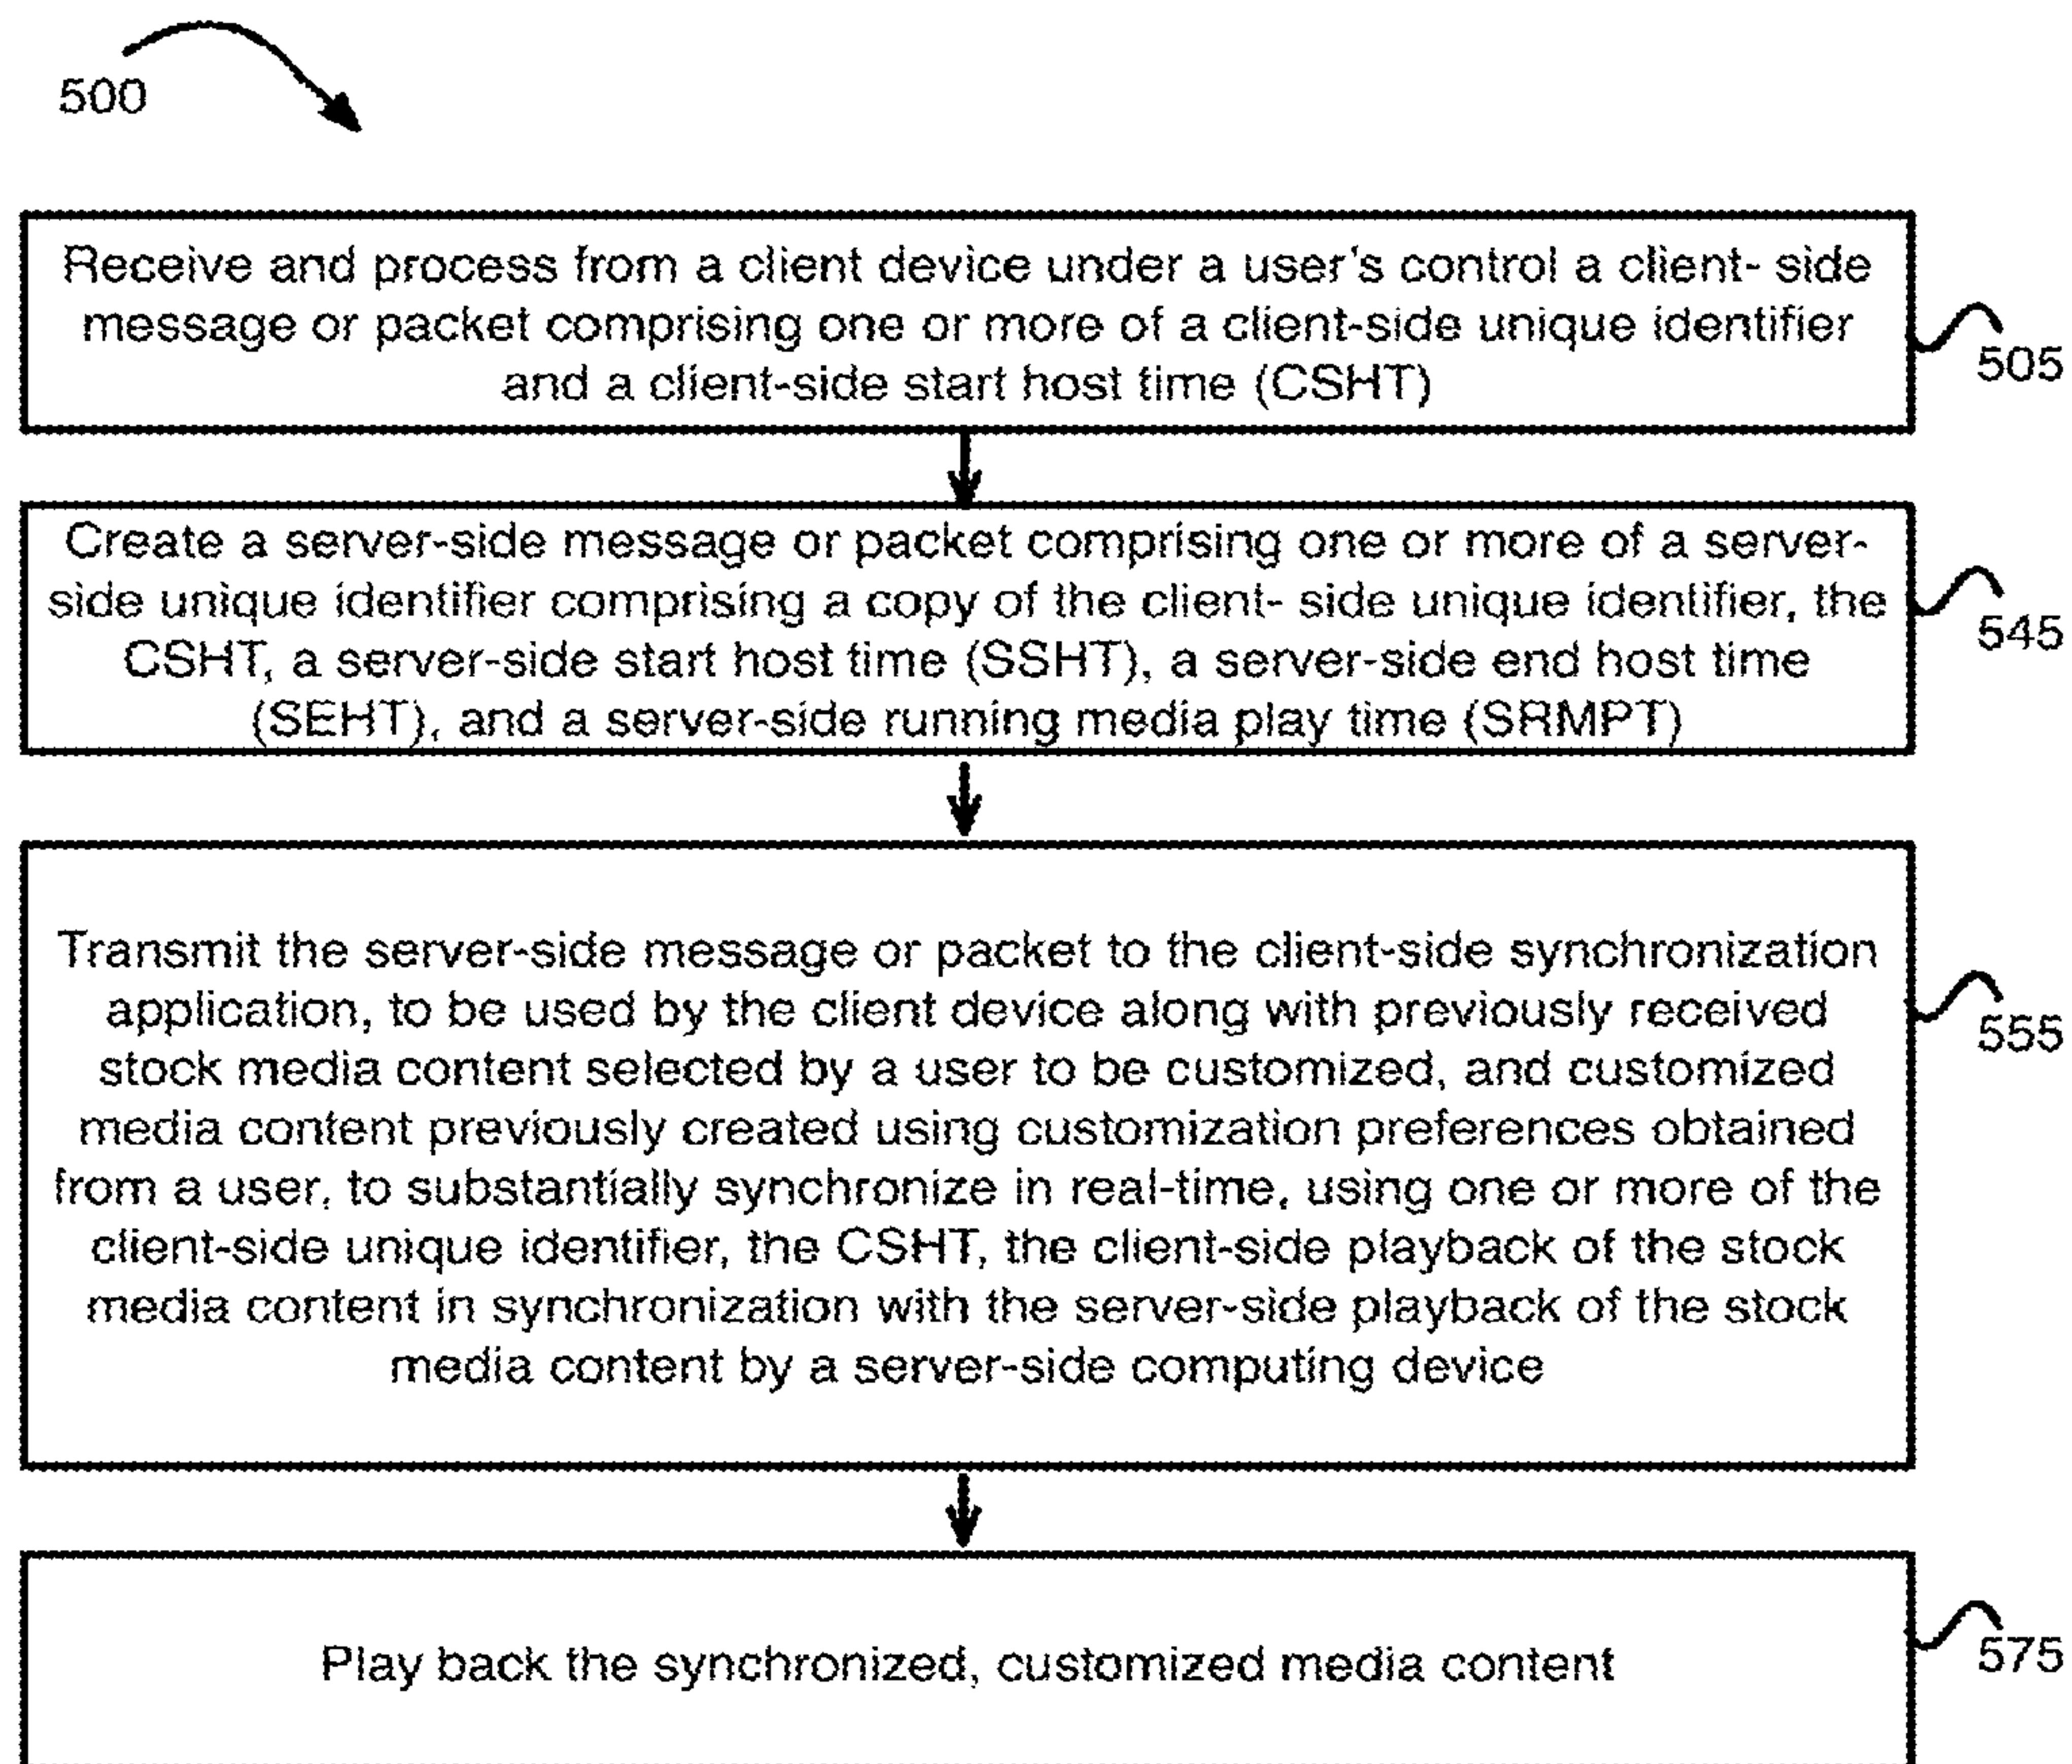 500
Receive and process from a client device under a user's control a client- side
message or packet comprising one or more of a client-side unique identifier
and a client-side start host time (CSHT)
505
Create a server-side message or packet comprising one or more of a server-
side unique identifier comprising a copy of the client- side unique identifier, the
CSHT, a server-side start host time (SSHT), a server-side end host time
(SEHT), and a server-side running media play time (SRMPT)
545
Transmit the server-side message or packet to the client-side synchronization
application, to be used by the client device along with previously received
stock media content selected by a user to be customized, and customized
media content previously created using customization preferences obtained
from a user, to substantially synchronize in real-time, using one or more of the
client-side unique identifier, the CSHT, the client-side playback of the stock
media content in synchronization with the server-side playback of the stock
media content by a server-side computing device
555
Play back the synchronized, customized media content
575